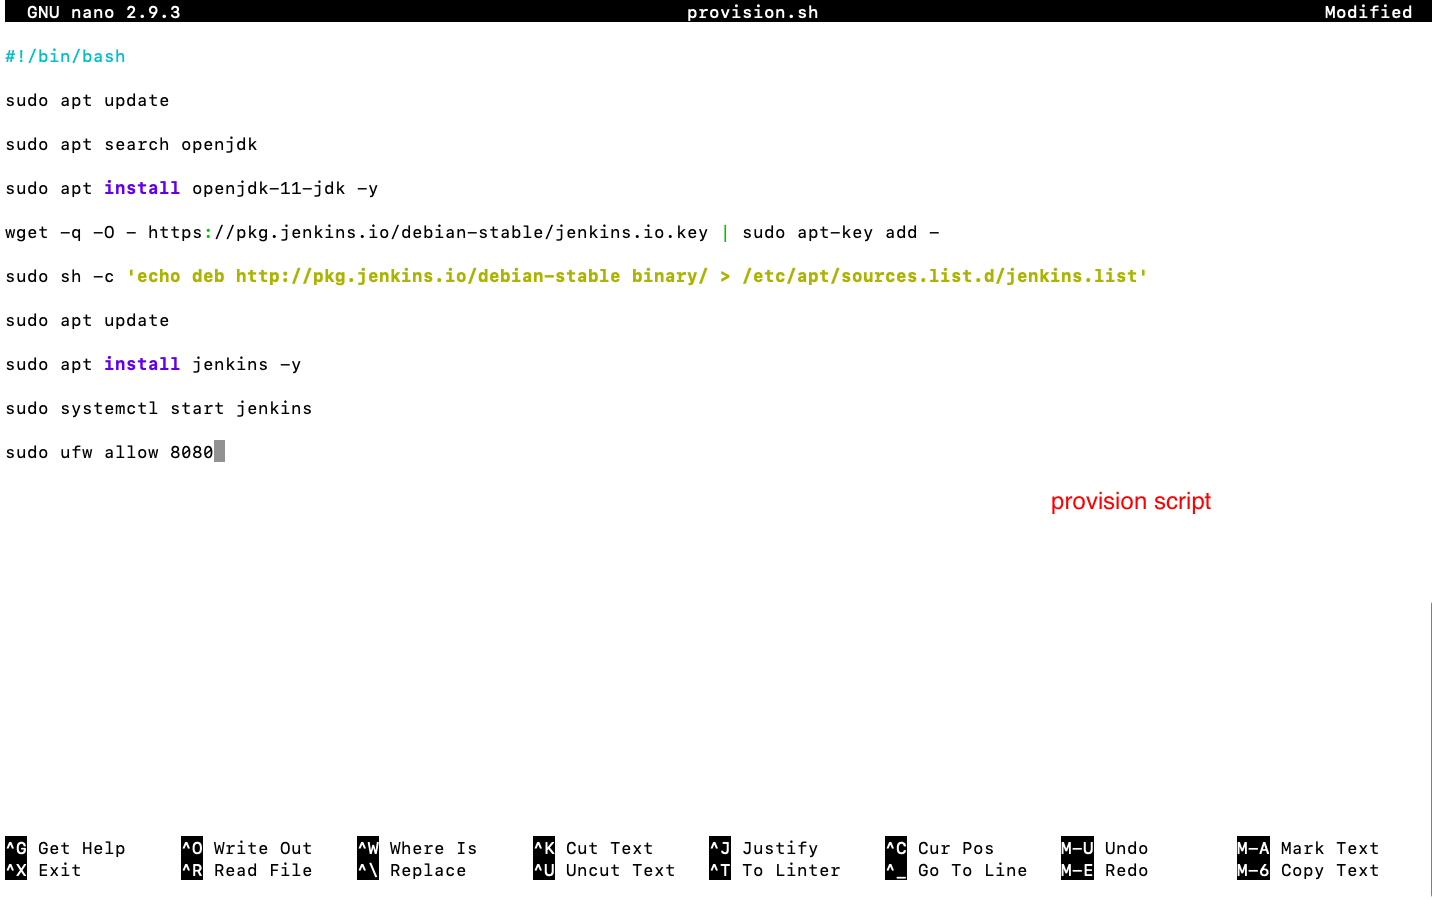 GNU nano 2.9.3 provision.sh Modified
#!/bin/bash
sudo apt update
sudo apt search openjdk
sudo apt install openjdk-11-jdk -y
wget -q -O - https://pkg.jenkins.io/debian-stable/jenkins.io.key | sudo apt-key add -
sudo sh -c 'echo deb http://pkg.jenkins.io/debian-stable binary/ > /etc/apt/sources.list.d/jenkins.list'
sudo apt update
sudo apt install jenkins -y
sudo systemctl start jenkins
sudo ufw allow 8080
provision script
^G Get Help ^O Write Out ^W Where Is ^K Cut Text ^J Justify ^C Cur Pos M-U Undo M-A Mark Text
^X Exit ^R Read File ^\ Replace ^U Uncut Text ^T To Linter ^_ Go To Line M-E Redo M-6 Copy Text